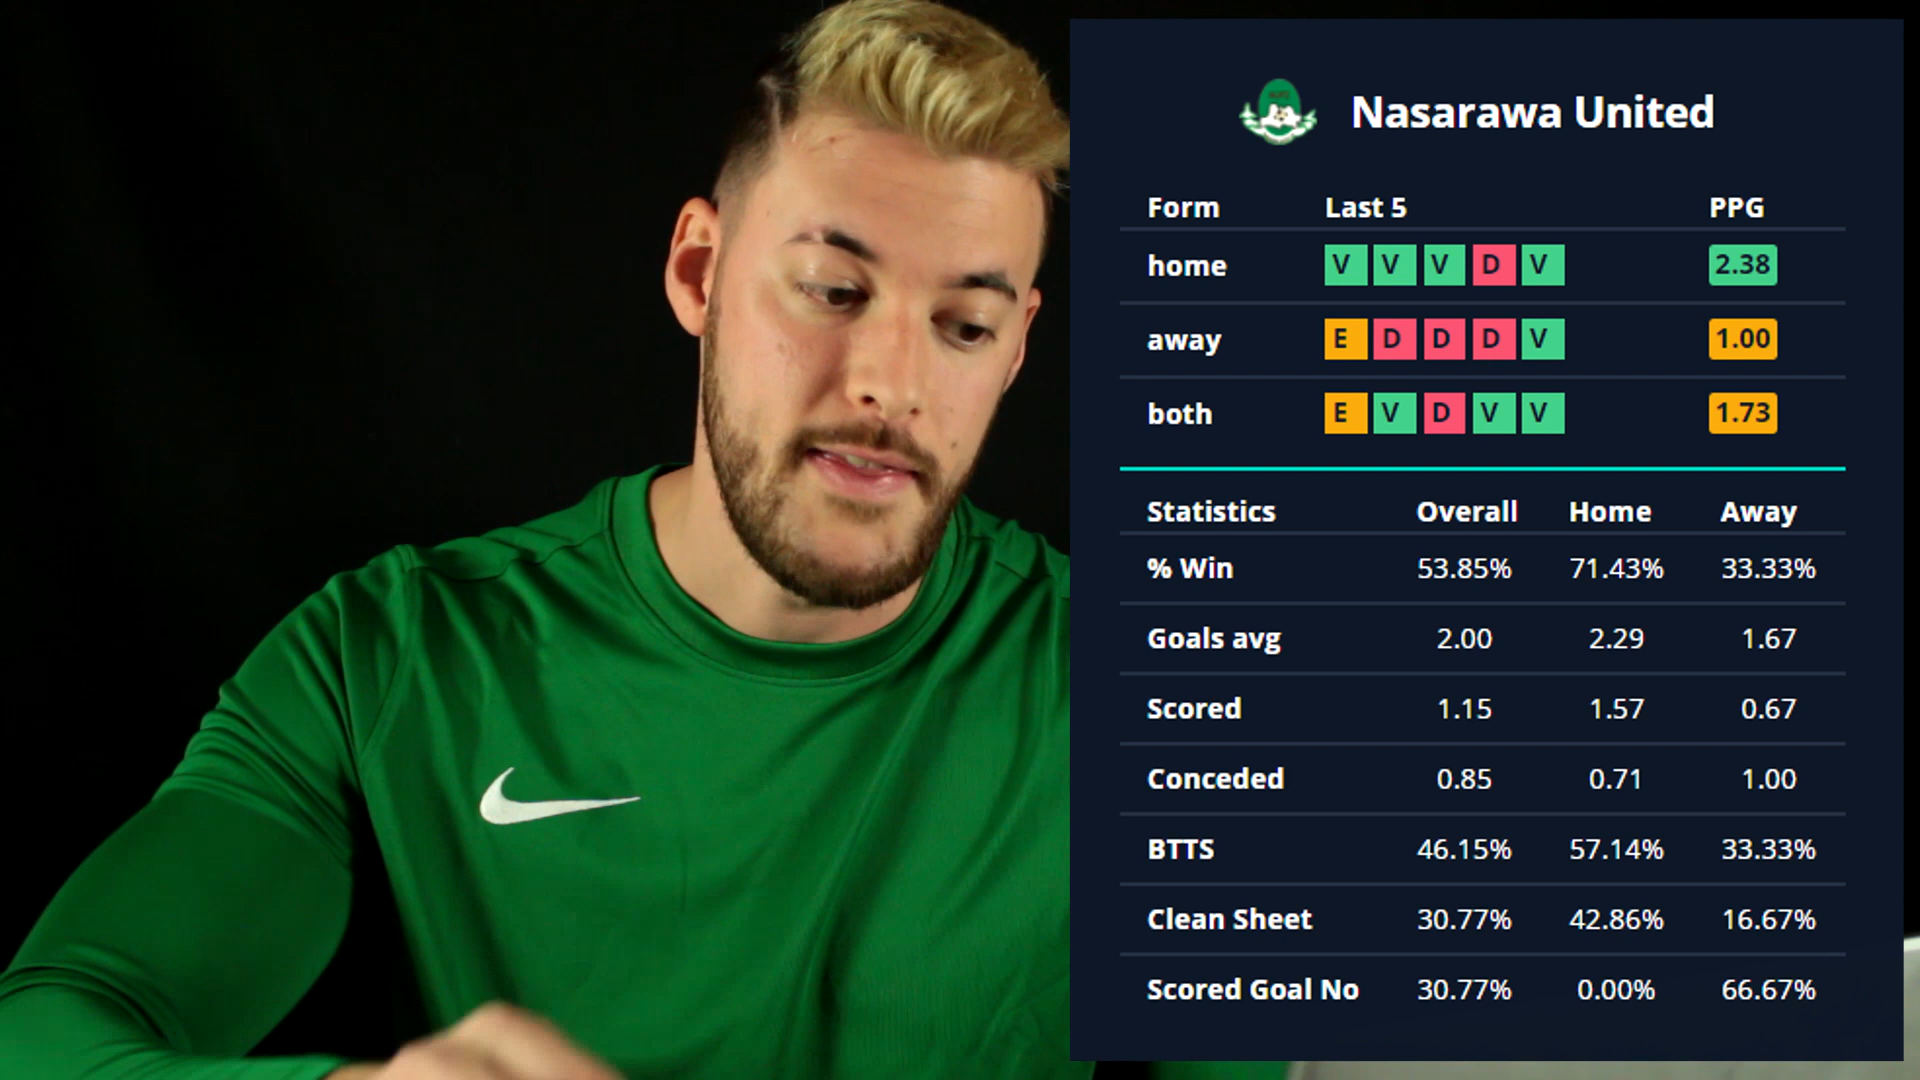 Nasarawa United
Form Last 5 PPG
home V V V D V 2.38
away E D D D V 1.00
both E V D V V 1.73
Statistics Overall Home Away
% Win 53.85% 71.43% 33.33%
Goals avg 2.00 2.29 1.67
Scored 1.15 1.57 0.67
Conceded 0.85 0.71 1.00
BTTS 46.15% 57.14% 33.33%
Clean Sheet 30.77% 42.86% 16.67%
Scored Goal No 30.77% 0.00% 66.67%